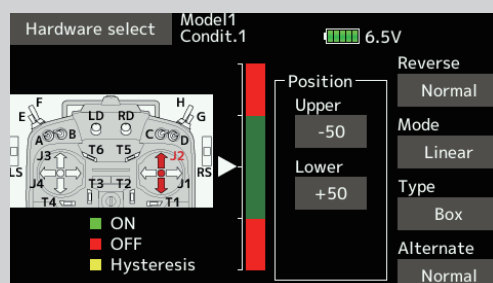 Hardware select
Model1
Condit.1
6.5V
F
E
LD
RD
H
G
A
B
C
D
J3
T6
T5
J2
LS
RS
J4
T3
T2
J1
T4
T1
ON
OFF
Hysteresis
Position
Upper
-50
Lower
+50
Reverse
Normal
Mode
Linear
Type
Box
Alternate
Normal